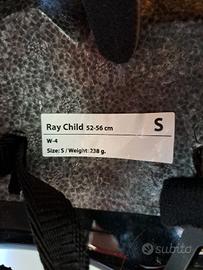 Ray Child 52-56 cm
S
W-4
Size: S / Weight: 238 g.
subito